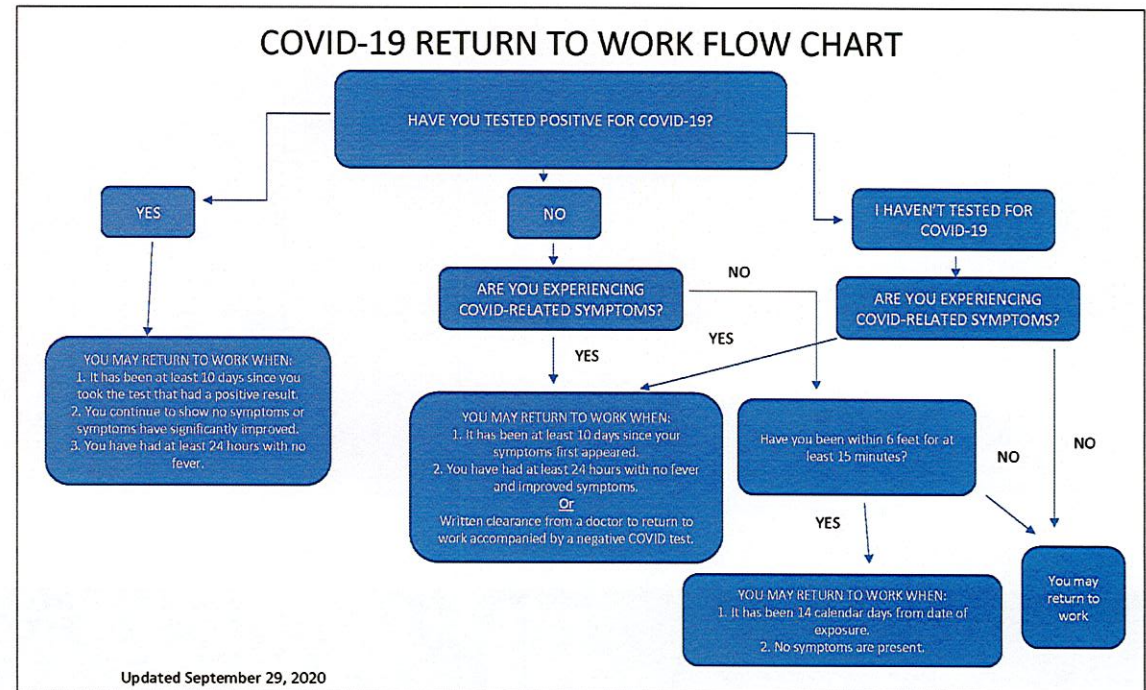 COVID-19 RETURN TO WORK FLOW CHART
HAVE YOU TESTED POSITIVE FOR COVID-19?
YES
NO
I HAVEN'T TESTED FOR
COVID-19
ARE YOU EXPERIENCING
COVID-RELATED SYMPTOMS?
NO
ARE YOU EXPERIENCING
COVID-RELATED SYMPTOMS?
YES
YES
YOU MAY RETURN TO WORK WHEN:
1. It has been at least 10 days since you
took the test that had a positive result.
2. You continue to show no symptoms or
symptoms have significantly improved.
3. You have had at least 24 hours with no
fever.
YOU MAY RETURN TO WORK WHEN:
1. It has been at least 10 days since your
symptoms first appeared.
2. You have had at least 24 hours with no fever
and improved symptoms.
Or
Written clearance from a doctor to return to
work accompanied by a negative COVID test.
Have you been within 6 feet for at
least 15 minutes?
NO
NO
YES
YOU MAY RETURN TO WORK WHEN:
1. It has been 14 calendar days from date of
exposure.
2. No symptoms are present.
You may
return to
work
Updated September 29, 2020